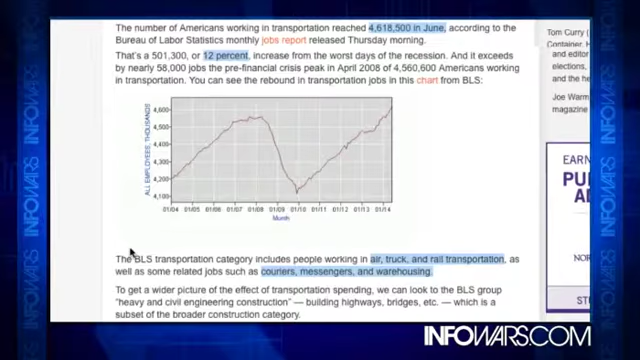 The number of Americans working in transportation reached 4,618,500 in June, according to the
Bureau of Labor Statistics monthly jobs report released Thursday morning.
That's a 501,300, or 12 percent, increase from the worst days of the recession. And it exceeds
by nearly 58,000 jobs the pre-financial crisis peak in April 2008 of 4,560,600 Americans working
in transportation. You can see the rebound in transportation jobs in this chart from BLS:
ALL EMPLOYEES, THOUSANDS
4,600
4,500
4,400
4,300
4,200
4,100
01/04 01/05 01/06 01/07 01/08 01/09 01/10 01/11 01/12 01/13 01/14
Month
The BLS transportation category includes people working in air, truck, and rail transportation, as
well as some related jobs such as couriers, messengers, and warehousing.
To get a wider picture of the effect of transportation spending, we can look to the BLS group
"heavy and civil engineering construction" — building highways, bridges, etc. — which is a
subset of the broader construction category.
Tom Curry (
Container, H
and editor
elections,
and the he
Joe Warm
magazine
EARN
PU
A
NOR
ST
INFOWARS
INFOWARS
INFOWARS.COM